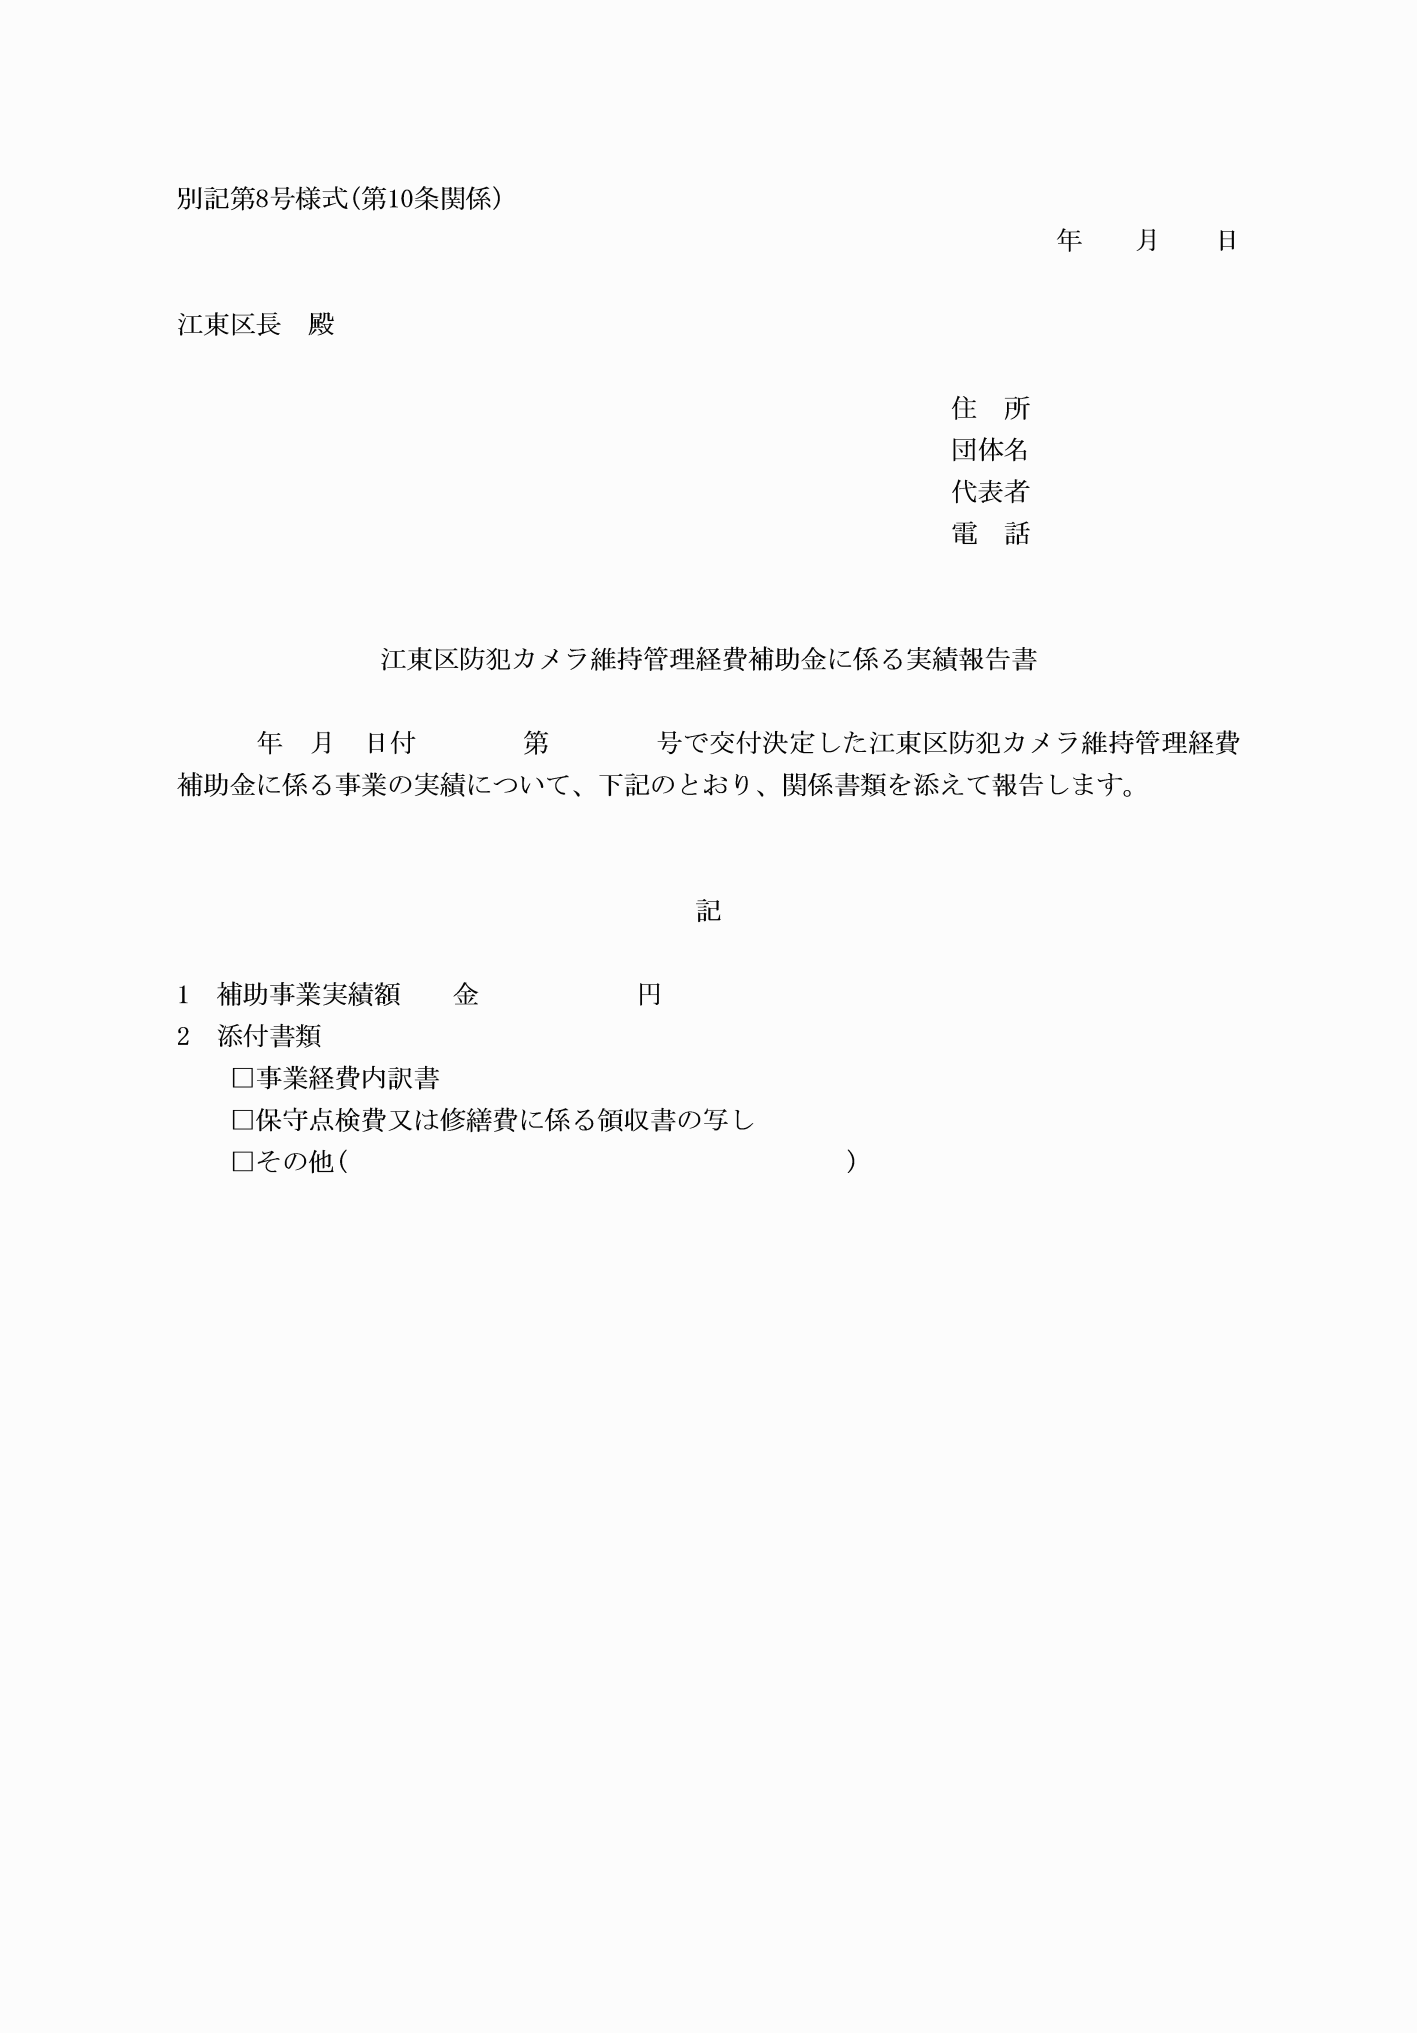 別記第8号様式(第10条関係)
年　　月　　日
江東区長　殿
住　所
団体名
代表者
電　話
江東区防犯カメラ維持管理経費補助金に係る実績報告書
年　月　日付　　　　第　　　　号で交付決定した江東区防犯カメラ維持管理経費
補助金に係る事業の実績について、下記のとおり、関係書類を添えて報告します。
記
1　補助事業実績額　　金　　　　　　円
2　添付書類
□事業経費内訳書
□保守点検費又は修繕費に係る領収書の写し
□その他(　　　　　　　　　　　　　　　　　　　)